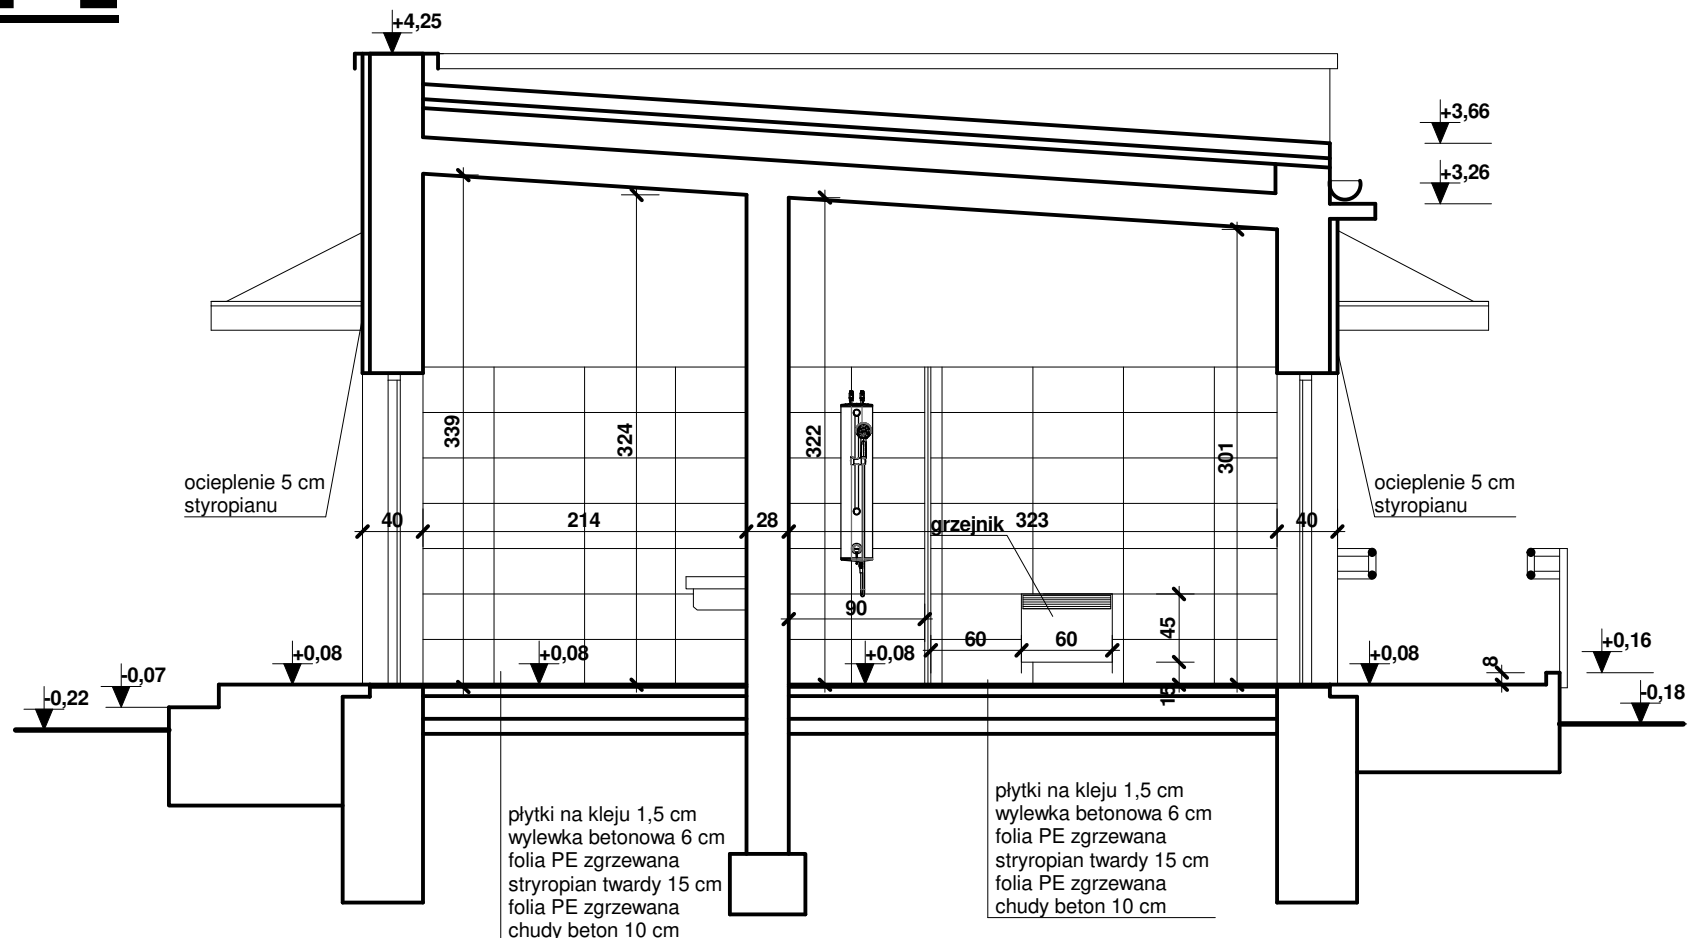 +4,25
+3,66
+3,26
339
324
322
301
ocieplenie 5 cm
styropianu
ocieplenie 5 cm
styropianu
40
214
28
grzejnik
323
40
90
60
60
45
15
8
-0,22
-0,07
+0,08
+0,08
+0,08
+0,08
+0,16
-0,18
płytki na kleju 1,5 cm
wylewka betonowa 6 cm
folia PE zgrzewana
stryropian twardy 15 cm
folia PE zgrzewana
chudy beton 10 cm
płytki na kleju 1,5 cm
wylewka betonowa 6 cm
folia PE zgrzewana
stryropian twardy 15 cm
folia PE zgrzewana
chudy beton 10 cm